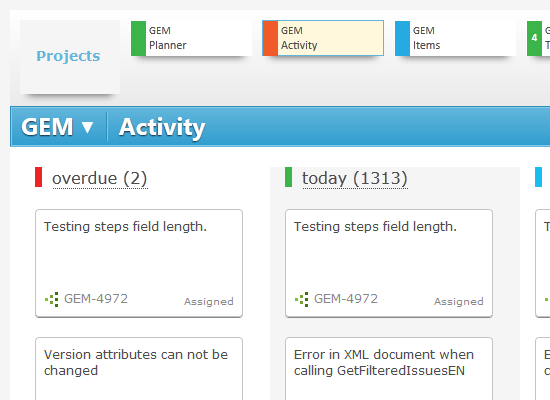 Projects
GEM
Planner
GEM
Activity
GEM
Items
4
GEM
GEM ▼ Activity
overdue (2)
today (1313)
Testing steps field length.
GEM-4972
Assigned
Testing steps field length.
GEM-4972
Assigned
Version attributes can not be
changed
Error in XML document when
calling GetFilteredIssuesEN